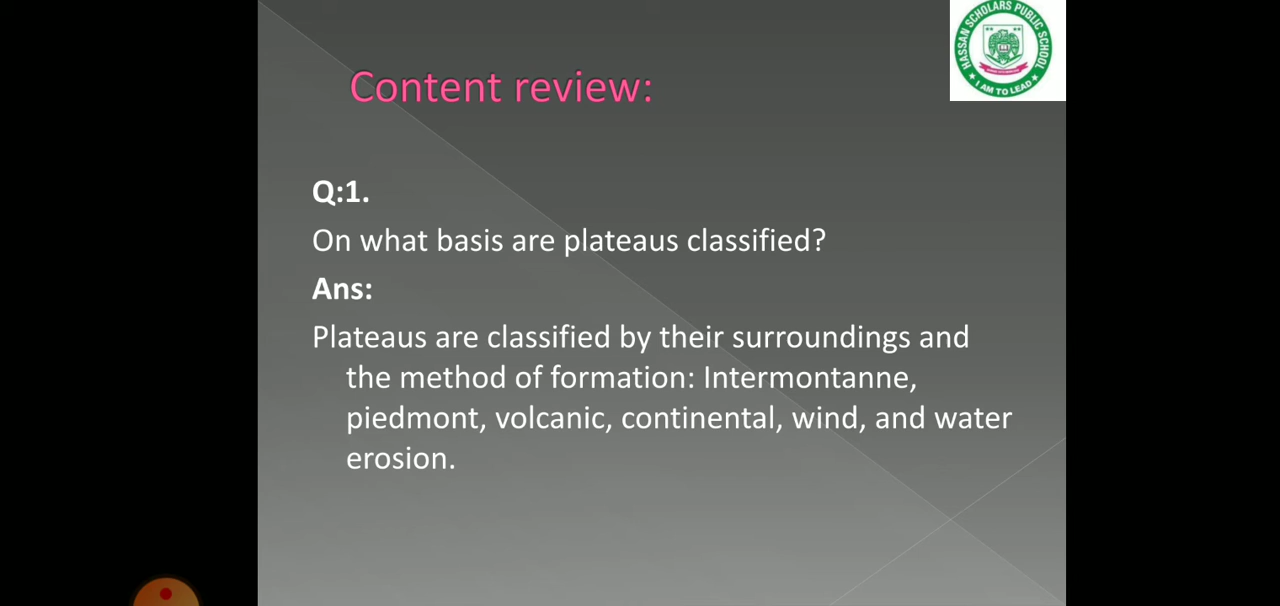 HASSAN SCHOLARS PUBLIC SCHOOL
I AM TO LEAD
Content review:
Q:1.
On what basis are plateaus classified?
Ans:
Plateaus are classified by their surroundings and
the method of formation: Intermontanne,
piedmont, volcanic, continental, wind, and water
erosion.